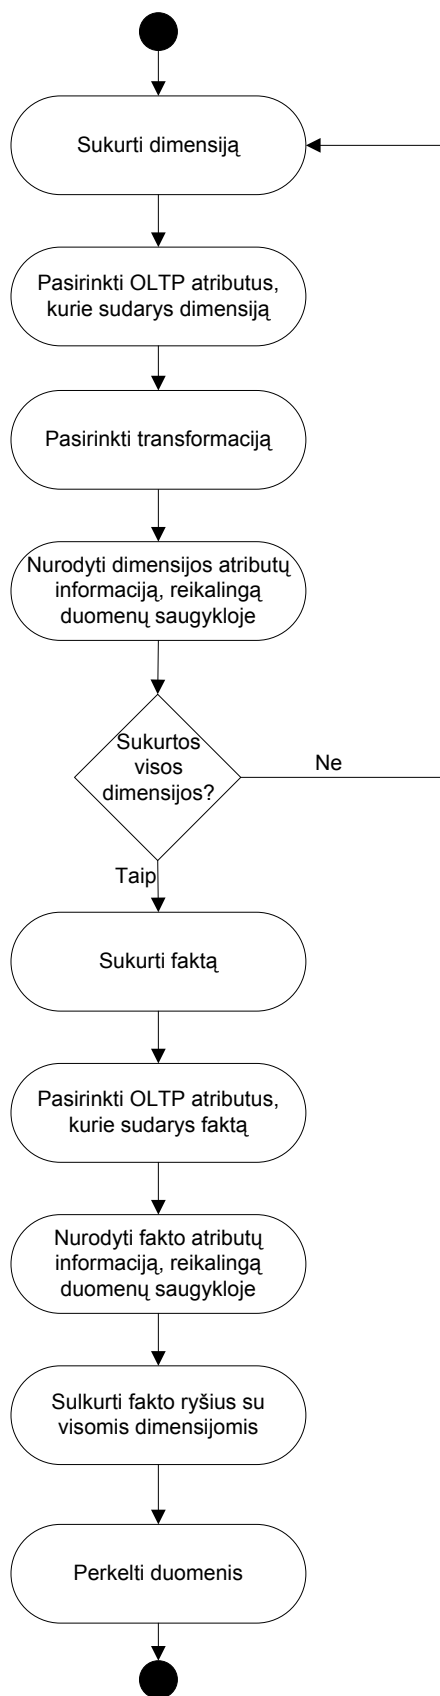 Sukurti dimensiją
Pasirinkti OLTP atributus,
kurie sudarys dimensiją
Pasirinkti transformaciją
Nurodyti dimensijos atributų
informaciją, reikalingą
duomenų saugykloje
Sukurtos
visos
dimensijos?
Ne
Taip
Sukurti faktą
Pasirinkti OLTP atributus,
kurie sudarys faktą
Nurodyti fakto atributų
informaciją, reikalingą
duomenų saugykloje
Sulkurti fakto ryšius su
visomis dimensijomis
Perkelti duomenis